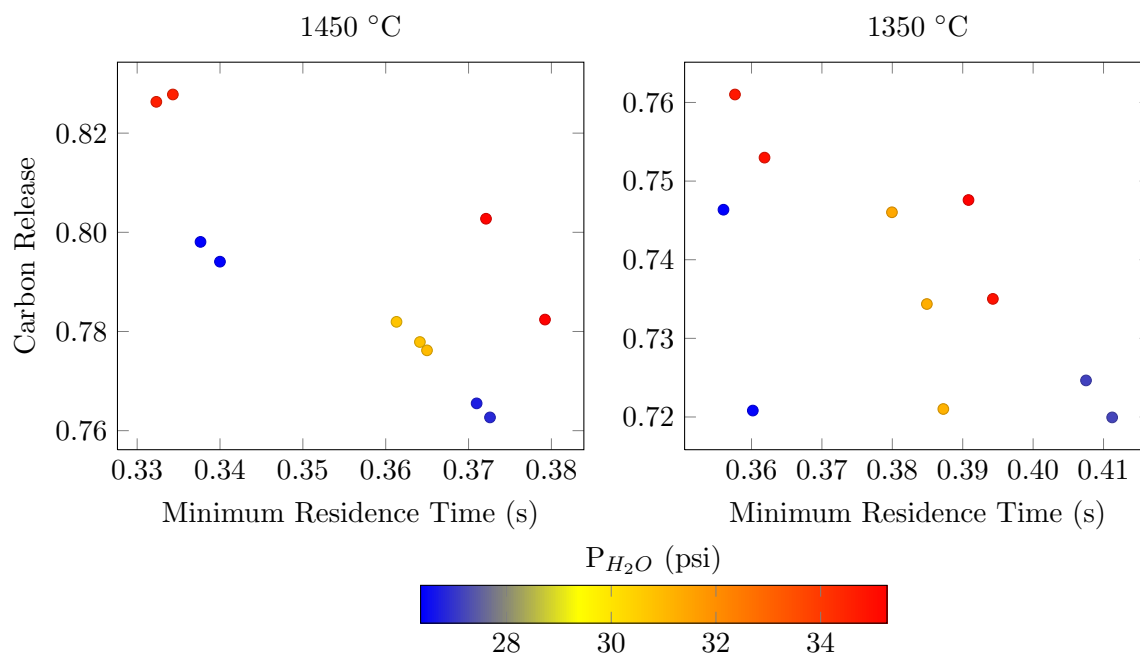 1450 °C
1350 °C
Carbon Release
0.82
0.80
0.78
0.76
0.33 0.34 0.35 0.36 0.37 0.38
Minimum Residence Time (s)
0.76
0.75
0.74
0.73
0.72
0.36 0.37 0.38 0.39 0.40 0.41
Minimum Residence Time (s)
P_{H_2O} (psi)
28 30 32 34